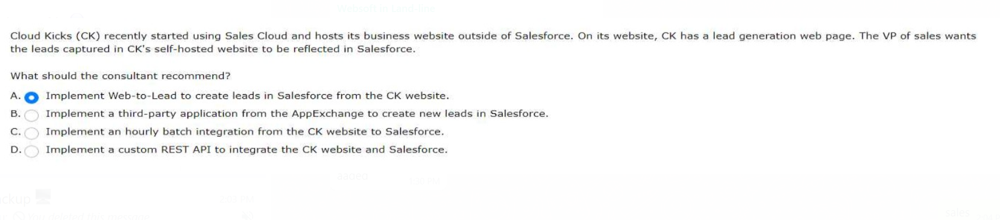 Cloud Kicks (CK) recently started using Sales Cloud and hosts its business website outside of Salesforce. On its website, CK has a lead generation web page. The VP of sales wants
the leads captured in CK's self-hosted website to be reflected in Salesforce.
What should the consultant recommend?
A. Implement Web-to-Lead to create leads in Salesforce from the CK website.
B. Implement a third-party application from the AppExchange to create new leads in Salesforce.
C. Implement an hourly batch integration from the CK website to Salesforce.
D. Implement a custom REST API to integrate the CK website and Salesforce.
added
ckup
sales